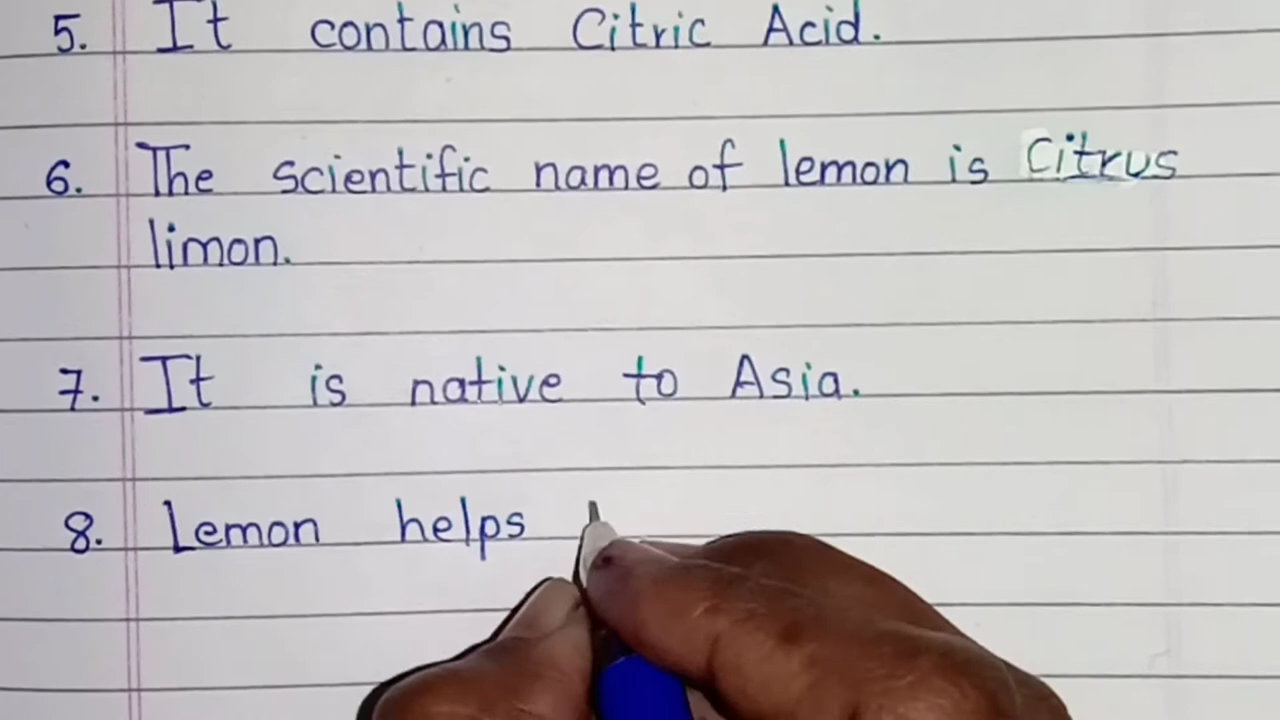 5. It contains Citric Acid.
6. The scientific name of lemon is Citrus
limon.
7. It is native to Asia.
8. Lemon helps